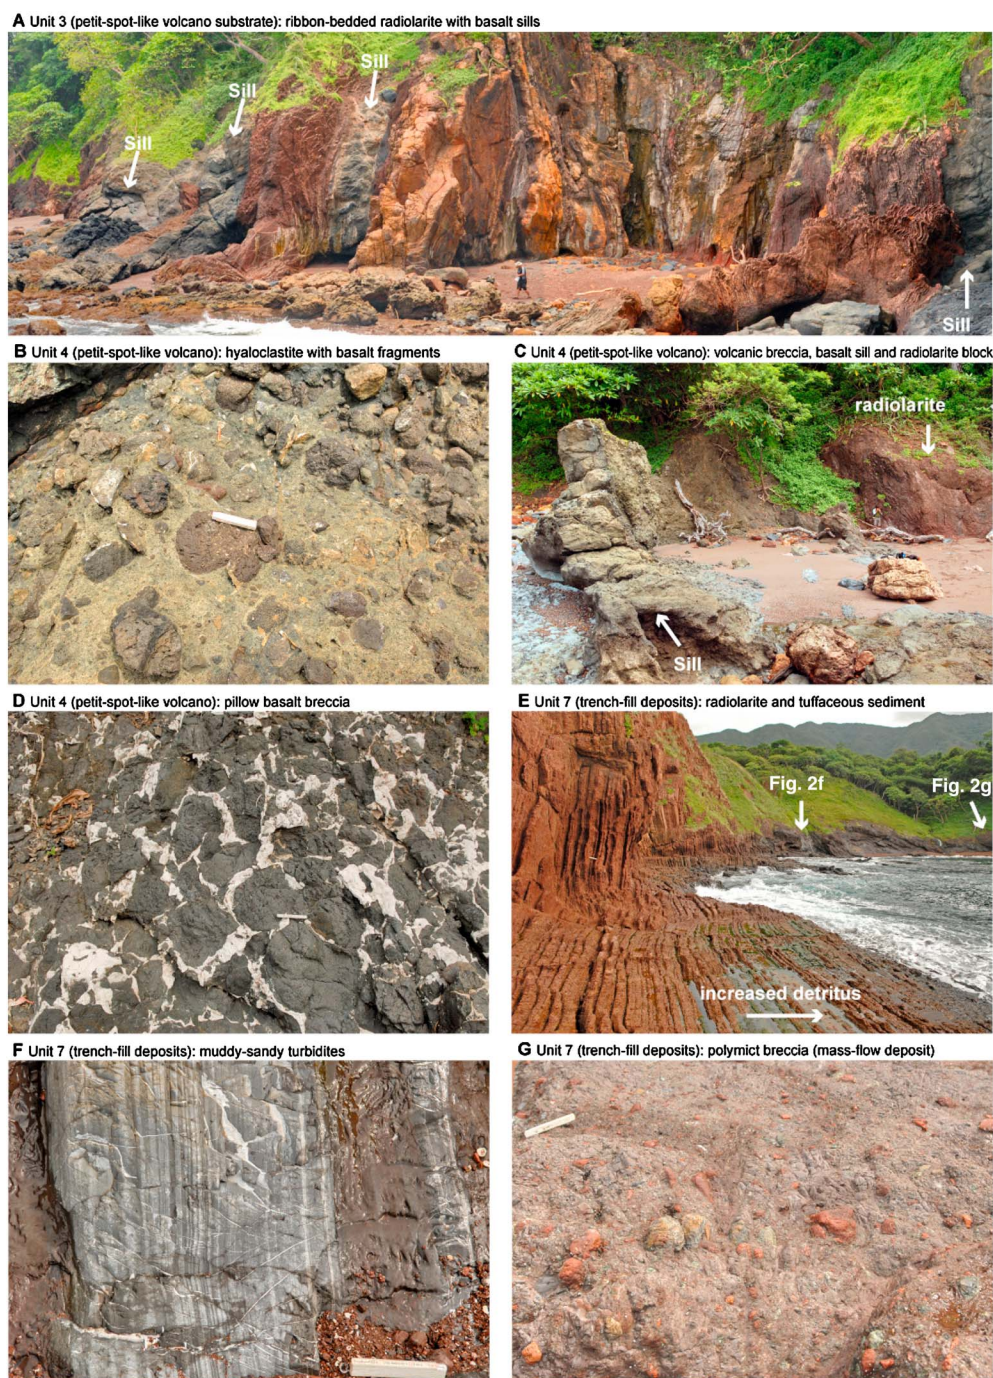 A Unit 3 (petit-spot-like volcano substrate): ribbon-bedded radiolarite with basalt sills
Sill
Sill
Sill
Sill
B Unit 4 (petit-spot-like volcano): hyaloclastite with basalt fragments
C Unit 4 (petit-spot-like volcano): volcanic breccia, basalt sill and radiolarite block
radiolarite
Sill
D Unit 4 (petit-spot-like volcano): pillow basalt breccia
E Unit 7 (trench-fill deposits): radiolarite and tuffaceous sediment
Fig. 2f
Fig. 2g
increased detritus
F Unit 7 (trench-fill deposits): muddy-sandy turbidites
G Unit 7 (trench-fill deposits): polymict breccia (mass-flow deposit)